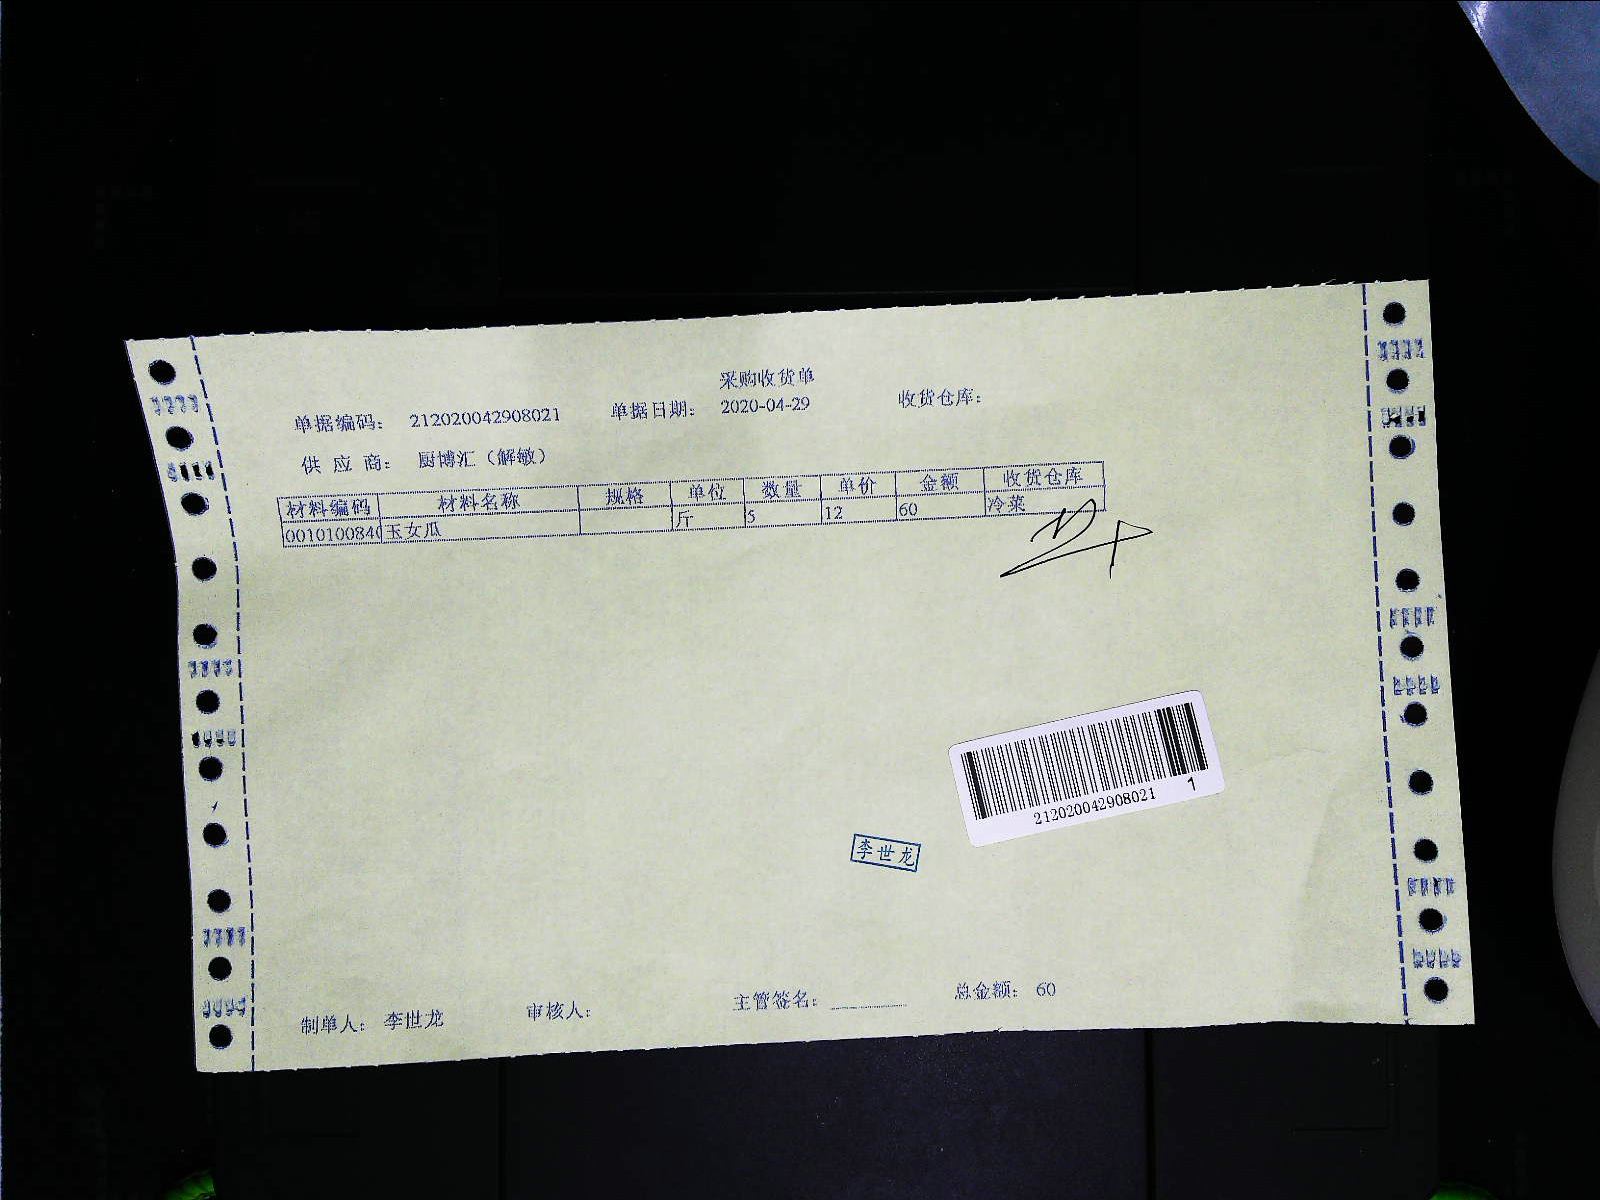 采购收货单
单据编码: 212020042908021 单据日期: 2020-04-29 收货仓库:
供 应 商: 厨博汇（解敏）
材料编码 材料名称 规格 单位 数量 单价 金额 收货仓库
0010100840 玉女瓜 斤 5 12 60 冷菜
212020042908021 1
李世龙
制单人: 李世龙 审核人: 主管签名: 总金额: 60